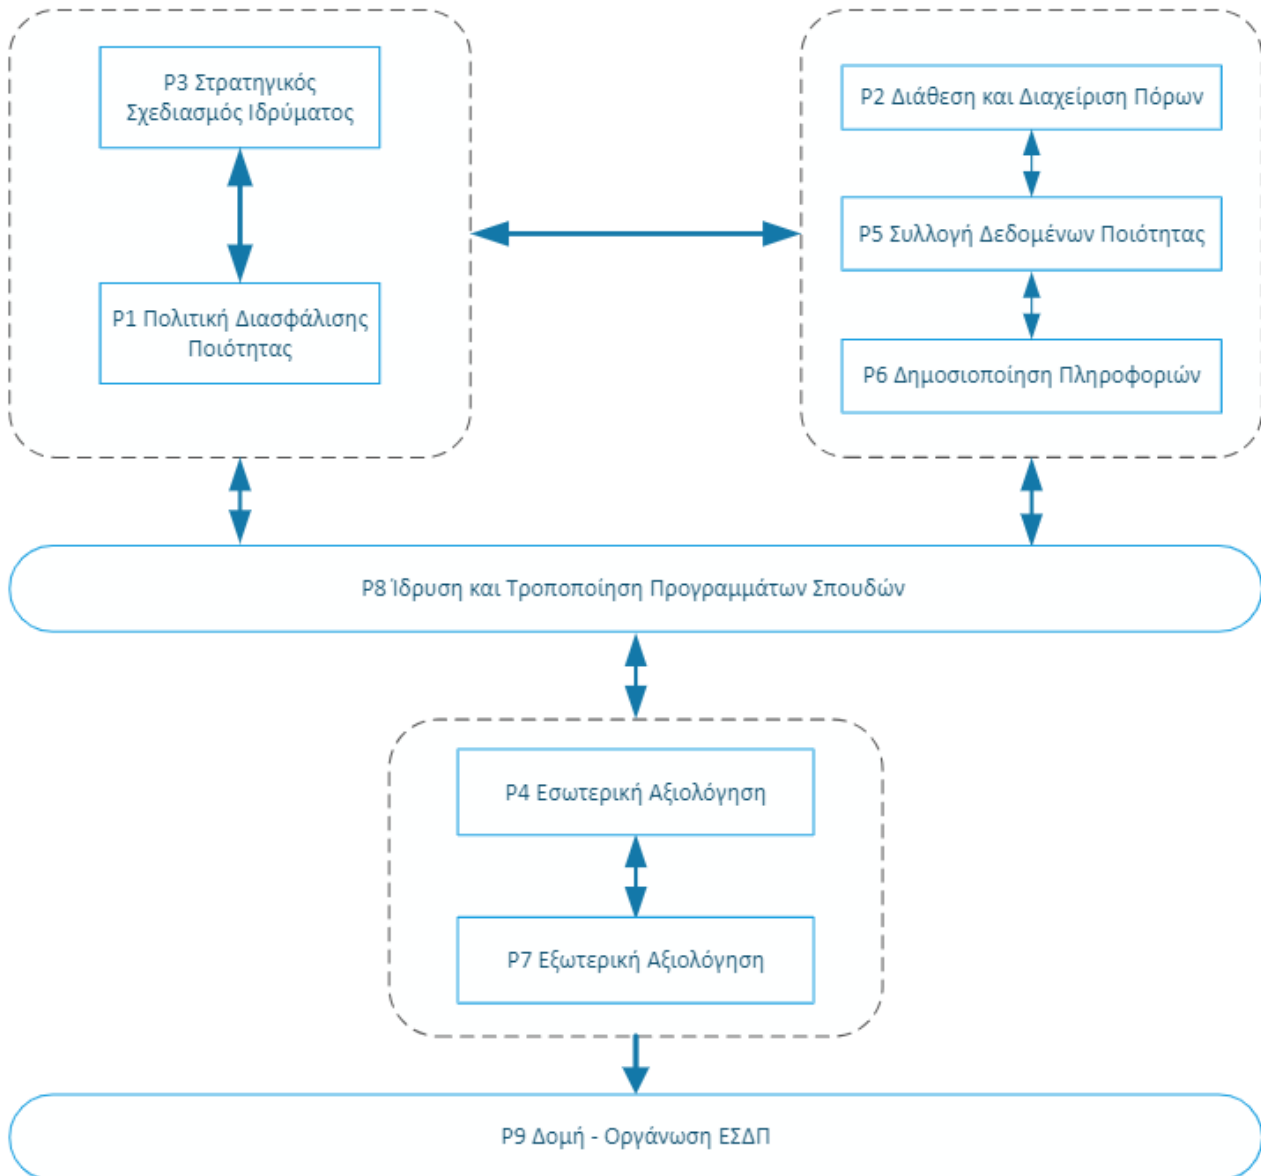 P3 Στρατηγικός
Σχεδιασμός Ιδρύματος
P1 Πολιτική Διασφάλισης
Ποιότητας
P2 Διάθεση και Διαχείριση Πόρων
P5 Συλλογή Δεδομένων Ποιότητας
P6 Δημοσιοποίηση Πληροφοριών
P8 Ίδρυση και Τροποποίηση Προγραμμάτων Σπουδών
P4 Εσωτερική Αξιολόγηση
P7 Εξωτερική Αξιολόγηση
P9 Δομή - Οργάνωση ΕΣΔΠ